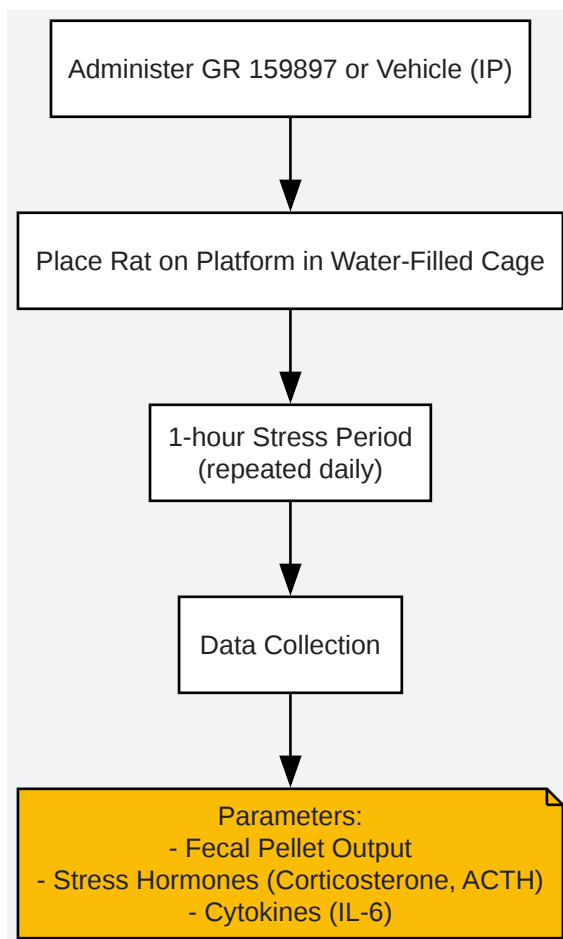 Administer GR 159897 or Vehicle (IP)
Place Rat on Platform in Water-Filled Cage
1-hour Stress Period
(repeated daily)
Data Collection
Parameters:
- Fecal Pellet Output
- Stress Hormones (Corticosterone, ACTH)
- Cytokines (IL-6)